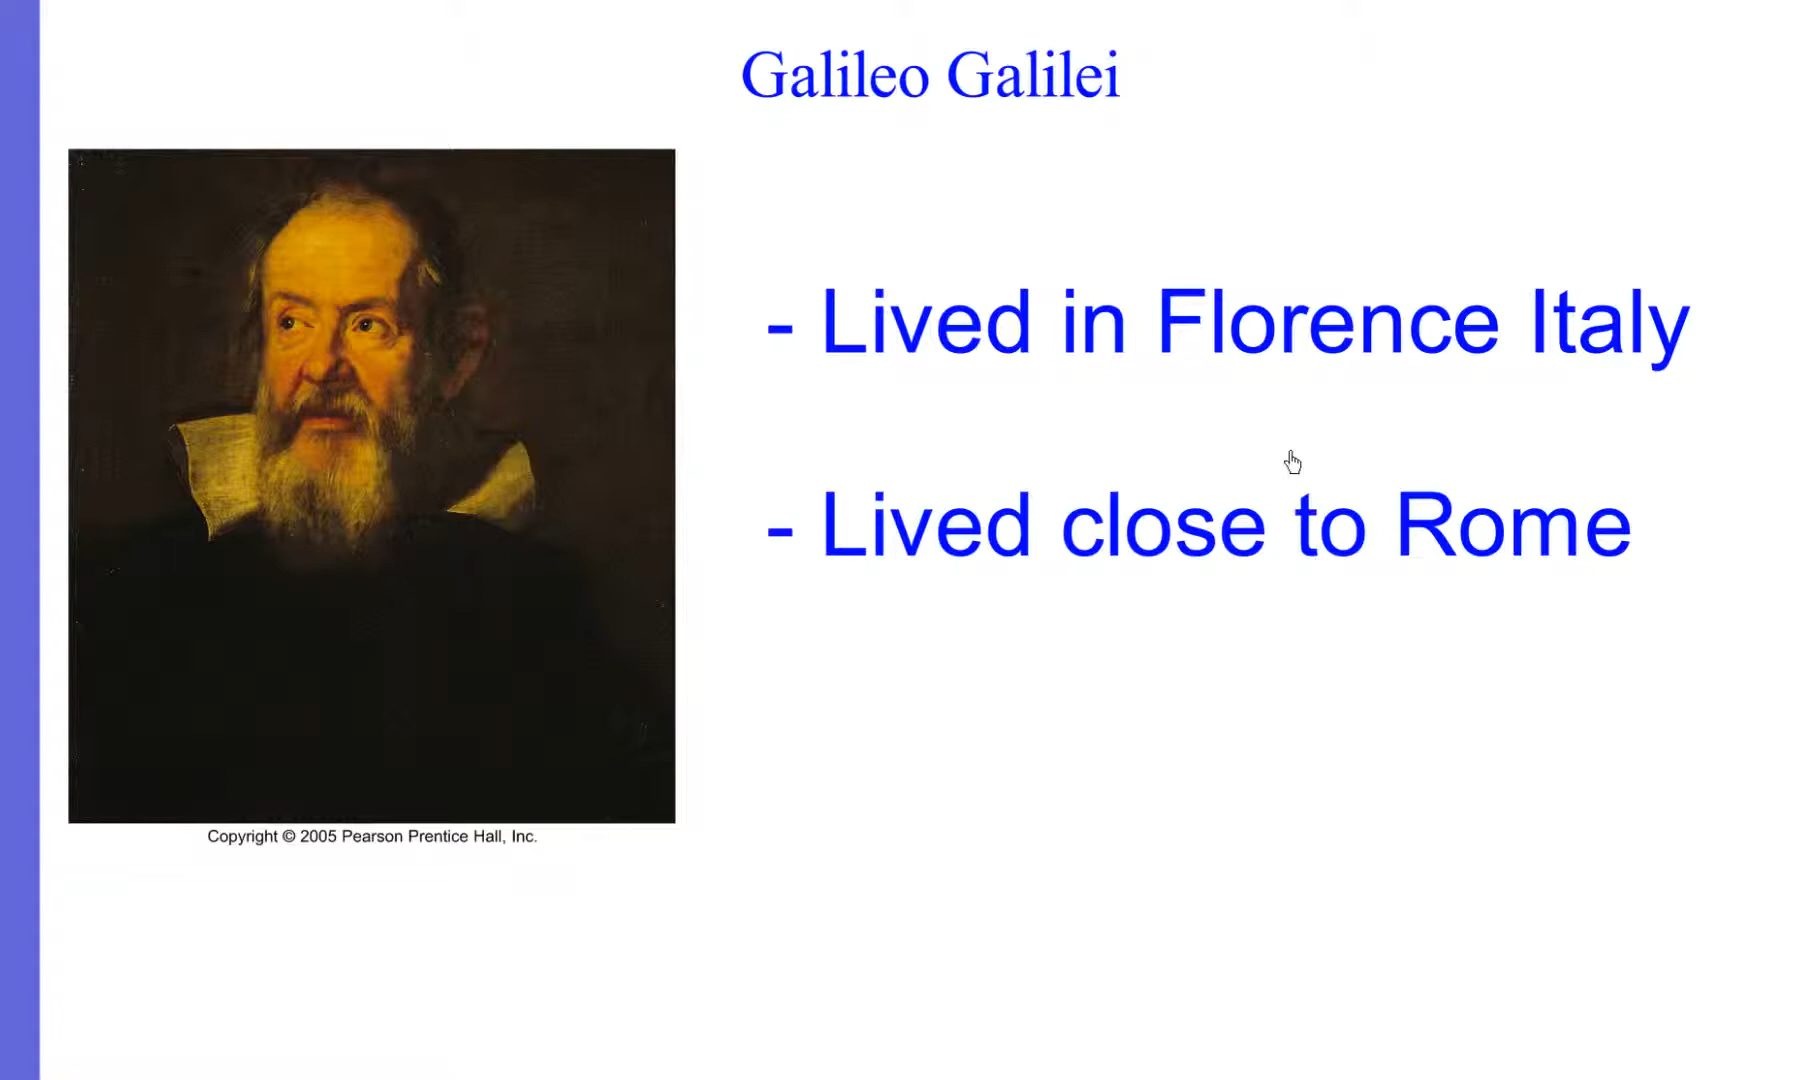 Galileo Galilei
- Lived in Florence Italy
- Lived close to Rome
Copyright © 2005 Pearson Prentice Hall, Inc.